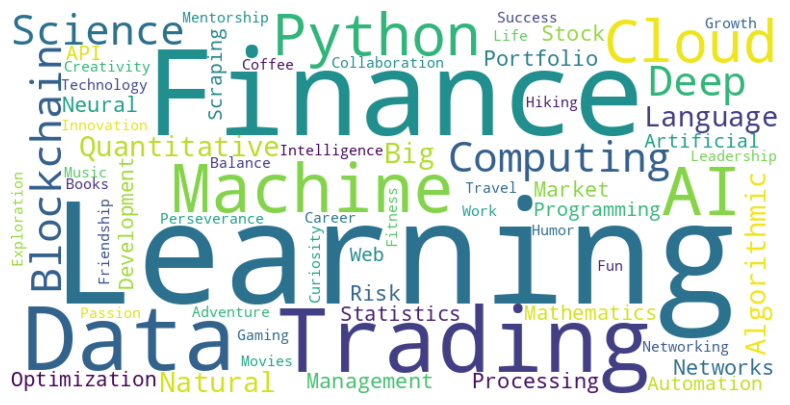 Science
Mentorship
Python
Success
Growth
Life
Stock
Cloud
API
Finance
Coffee
Collaboration
Portfolio
Creativity
Technology
Scraping
Deep
Neural
Hiking
Language
Innovation
Blockchain
Quantitative
Intelligence
Big
Computing
Artificial
Leadership
Balance
Music
Books
Machine
Travel
Market
AI
Exploration
Friendship
Development
Perseverance
Career
Fitness
Work
Programming
Algorithmic
Learning
Curiosity
Web
Humor
Fun
Risk
Data
Passion
Adventure
Trading
Statistics
Mathematics
Gaming
Networking
Movies
Networks
Optimization
Natural
Management
Processing
Automation